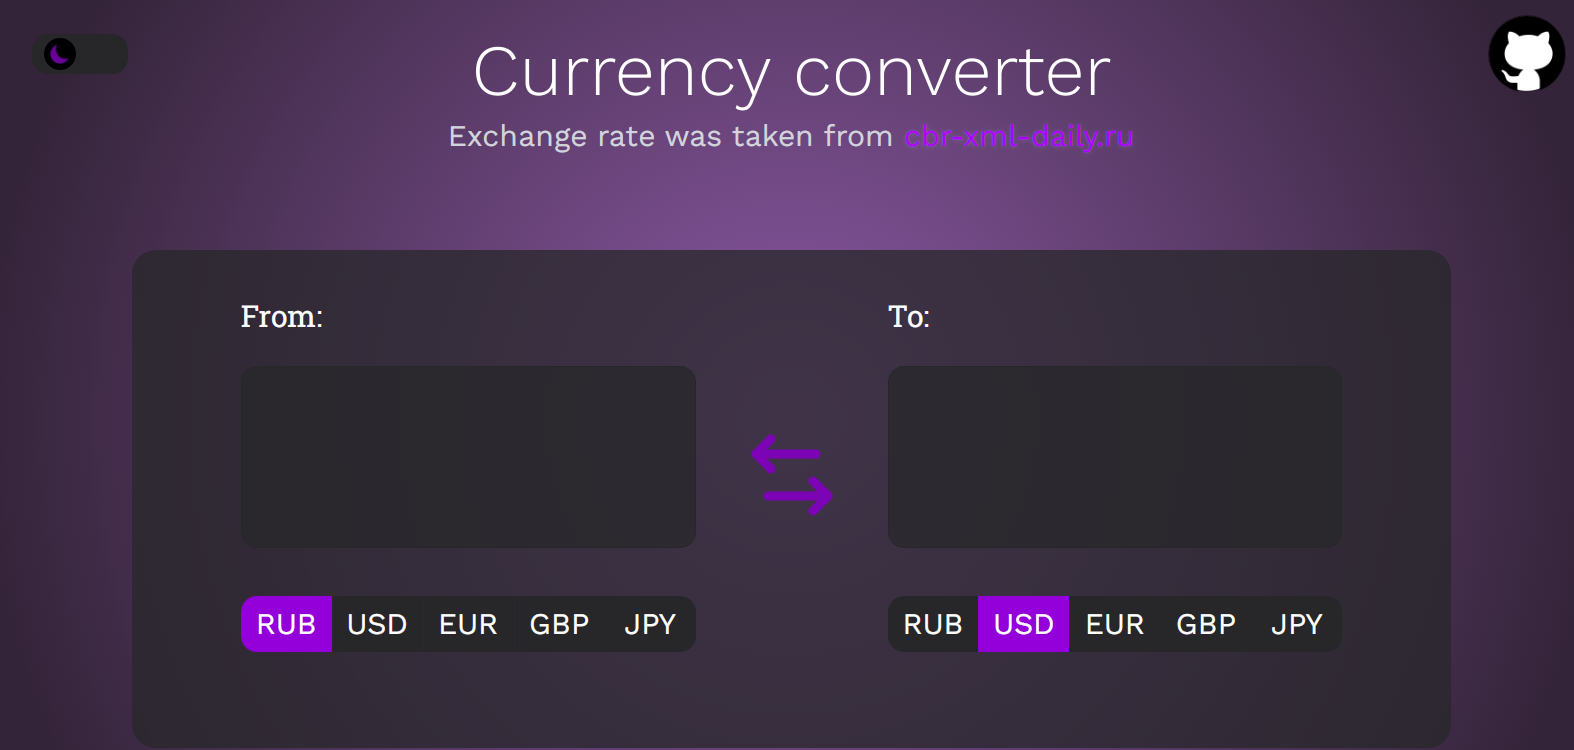 Currency converter
Exchange rate was taken from cbr-xml-daily.ru
From:
To:
RUB USD EUR GBP JPY
RUB USD EUR GBP JPY